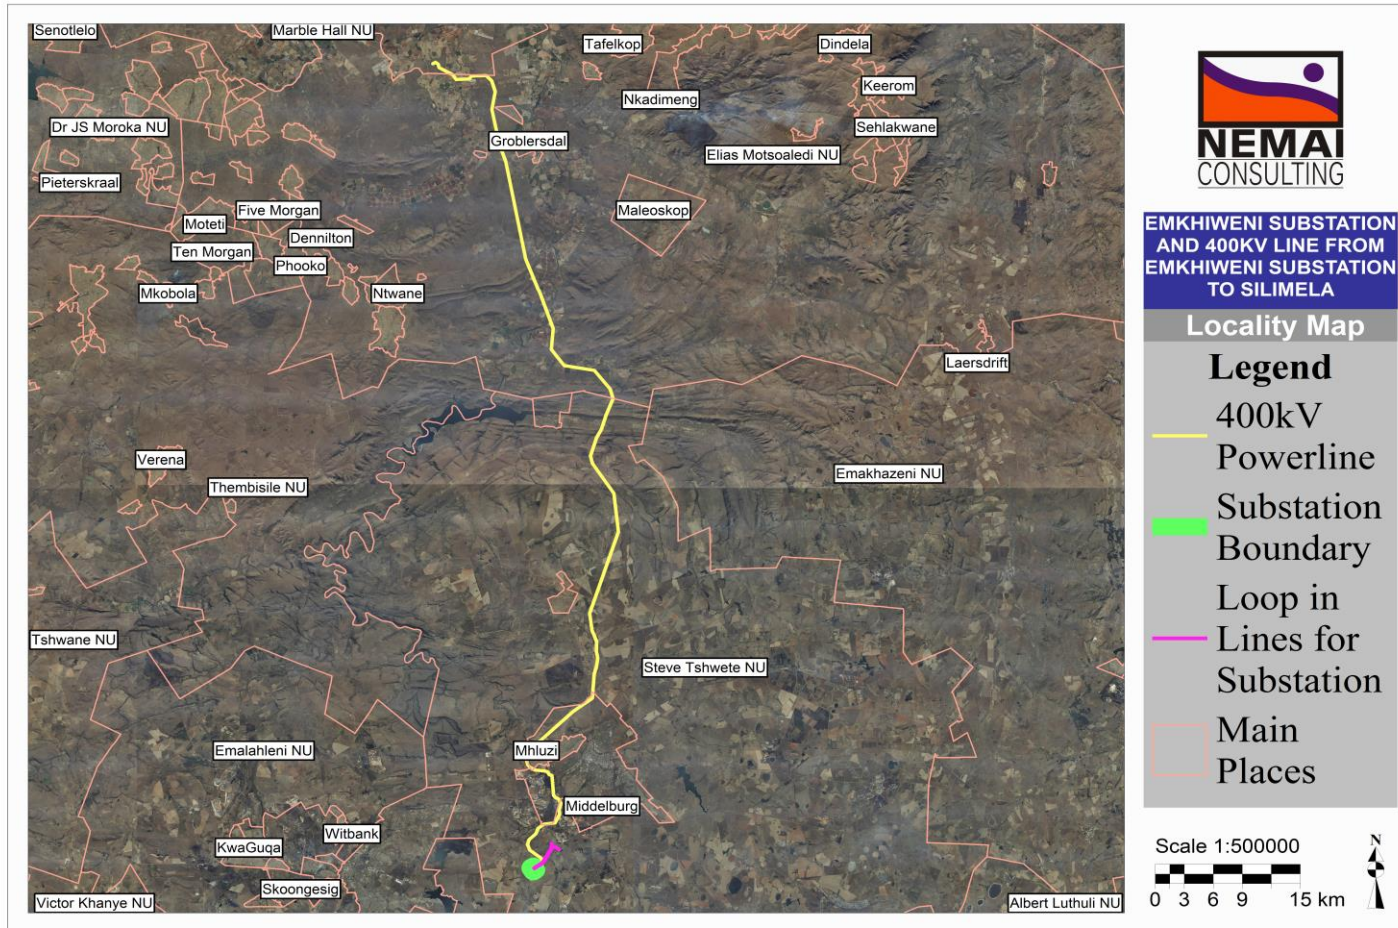 Senotlelo
Marble Hall NU
Tafelkop
Dindela
Keerom
Nkadimeng
Dr JS Moroka NU
Sehlakwane
Groblersdal
Elias Motsoaledi NU
Pieterskraal
Five Morgan
Maleoskop
Moteti
Dennilton
Ten Morgan
Phooko
Mkobola
Ntwane
Laersdrift
Verena
Emakhazeni NU
Thembisile NU
Tshwane NU
Steve Tshwete NU
Emalahleni NU
Mhluzi
Middelburg
Witbank
KwaGuqa
Skoongesig
Victor Khanye NU
Albert Luthuli NU
NEMAI
CONSULTING
EMKHIWENI SUBSTATION
AND 400KV LINE FROM
EMKHIWENI SUBSTATION
TO SILIMELA
Locality Map
Legend
400kV
Powerline
Substation
Boundary
Loop in
Lines for
Substation
Main
Places
Scale 1:500000
0 3 6 9 15 km
N